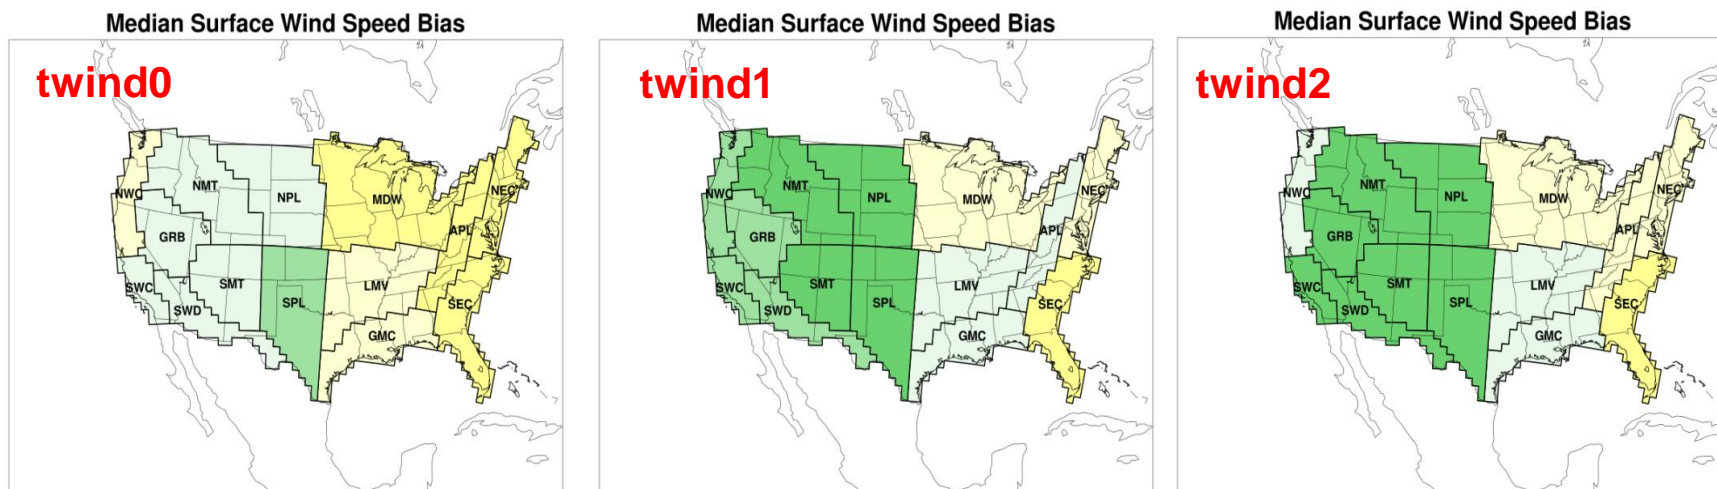 Median Surface Wind Speed Bias
twind0
NWC
NMT
NPL
MDW
NEC
GRB
APL
SWC
SMT
LMV
SWD
SPL
SEC
GMC
Median Surface Wind Speed Bias
twind1
NWC
NMT
NPL
MDW
NEC
GRB
APL
SWC
SMT
LMV
SWD
SPL
SEC
GMC
Median Surface Wind Speed Bias
twind2
NWC
NMT
NPL
MDW
NEC
GRB
APL
SWC
SMT
LMV
SWD
SPL
SEC
GMC